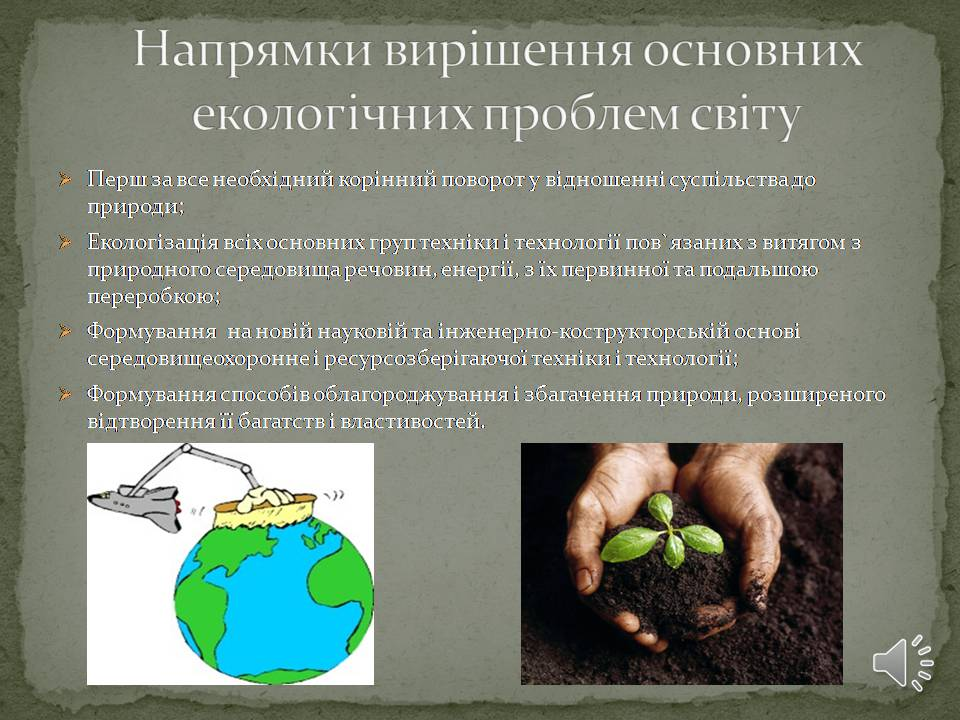 Напрямки вирішення основних
екологічних проблем світу
Перш за все необхідний корінний поворот у відношенні суспільства до
природи;
Екологізація всіх основних груп техніки і технології пов`язаних з витягом з
природного середовища речовин, енергії, з їх первинної та подальшою
переробкою;
Формування на новій науковій та інженерно-кострукторській основі
середовищеохоронне і ресурсозберігаючої техніки і технології;
Формування способів облагороджування і збагачення природи, розширеного
відтворення її багатств і властивостей.